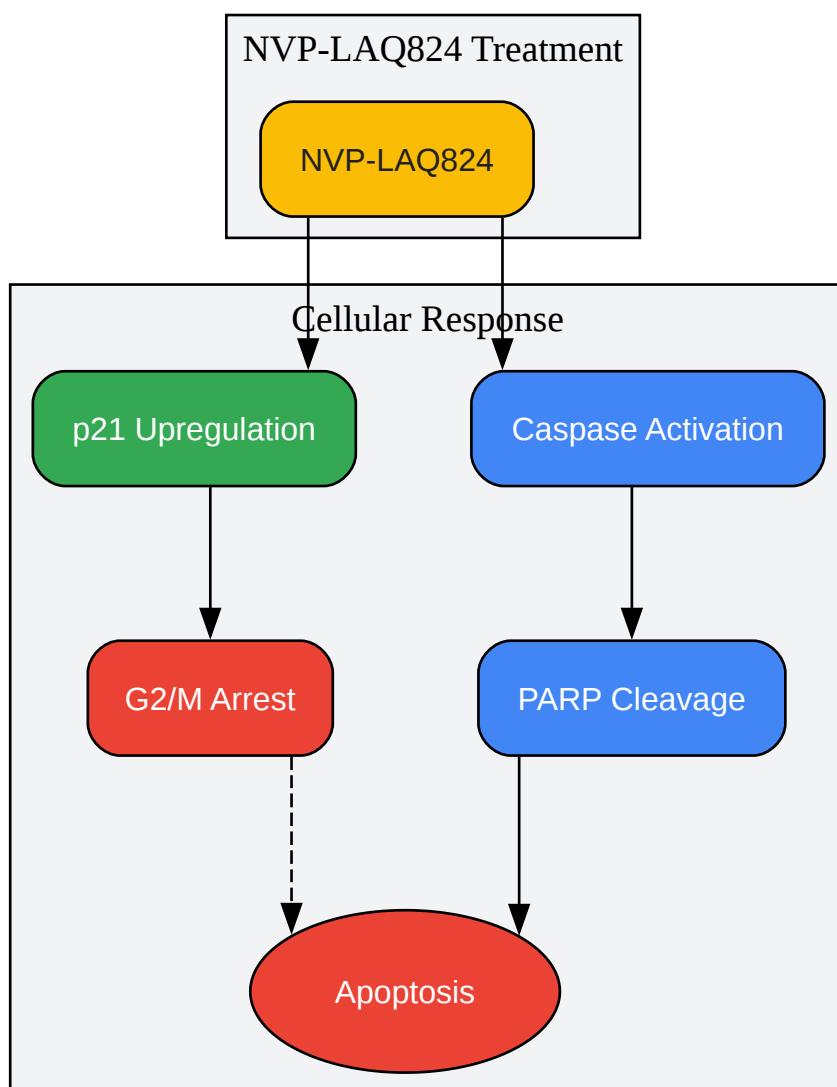 NVP-LAQ824 Treatment
NVP-LAQ824
Cellular Response
p21 Upregulation
Caspase Activation
G2/M Arrest
PARP Cleavage
Apoptosis